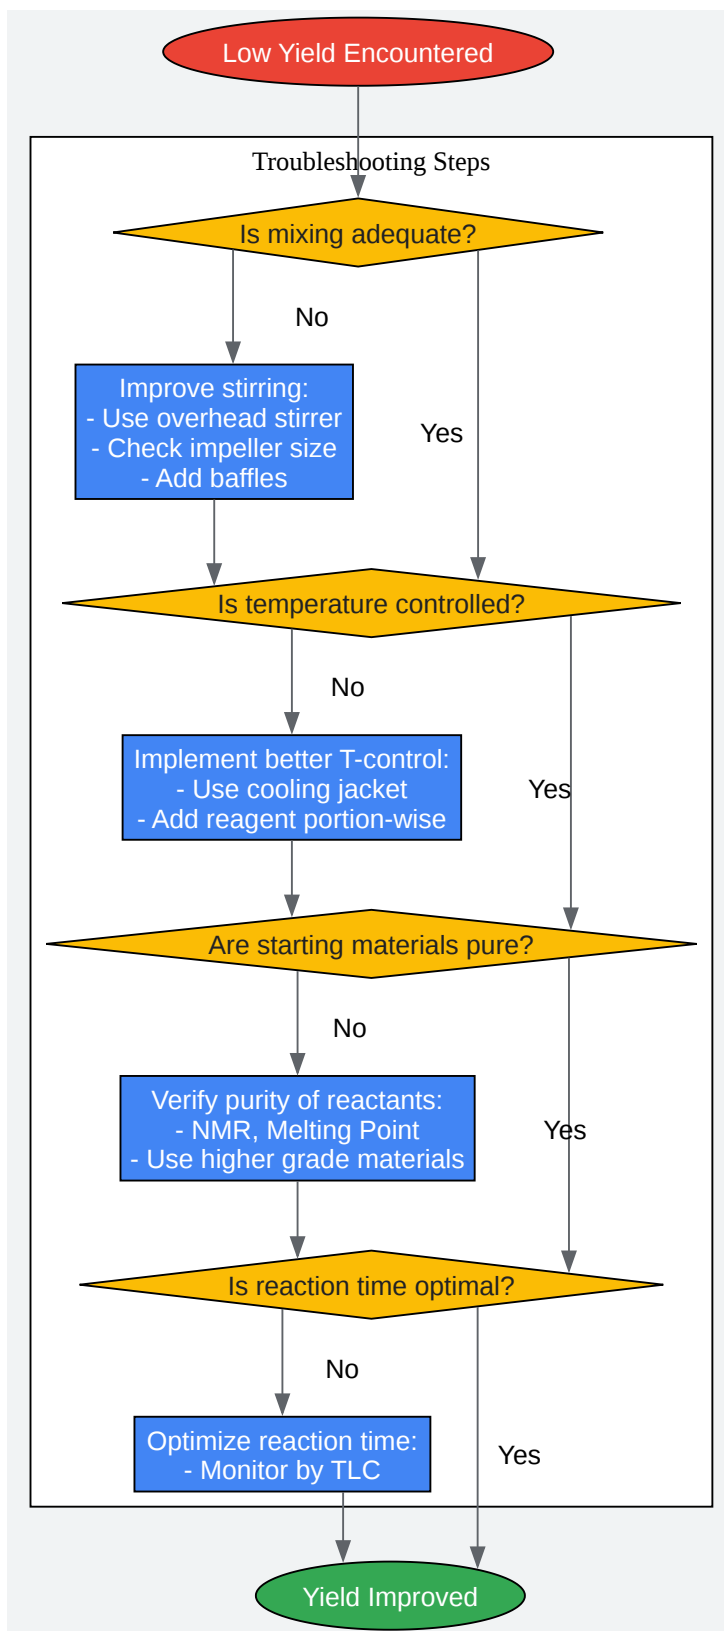 Low Yield Encountered
Troubleshooting Steps
Is mixing adequate?
No
Improve stirring:
- Use overhead stirrer
- Check impeller size
- Add baffles
Yes
Is temperature controlled?
No
Implement better T-control:
- Use cooling jacket
- Add reagent portion-wise
Yes
Are starting materials pure?
No
Verify purity of reactants:
- NMR, Melting Point
- Use higher grade materials
Yes
Is reaction time optimal?
No
Optimize reaction time:
- Monitor by TLC
Yes
Yield Improved